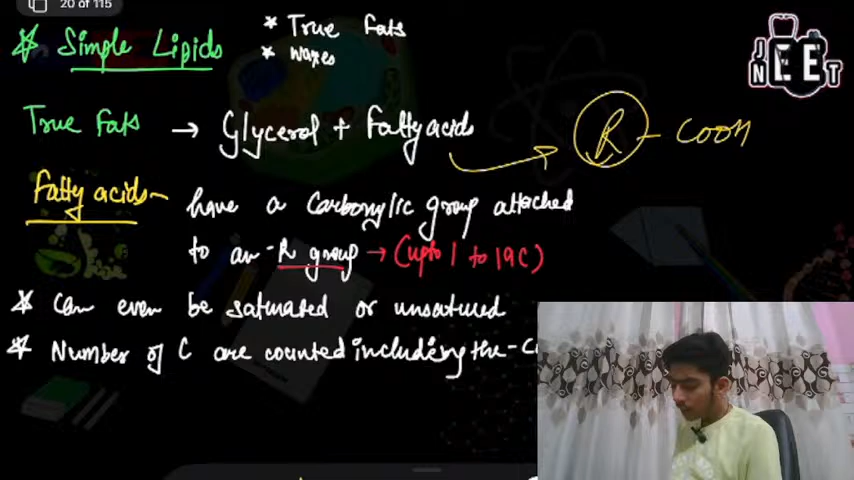 20 of 115
Simple Lipids
* True fats
* waxes
JNEET
True fats → Glycerol + Fatty acids
R - COOH
Fatty acids - have a Carboxylic group attached
to an -R group → (upto 1 to 19C)
* Can even be saturated or unsatured
* Number of C are counted including the -C